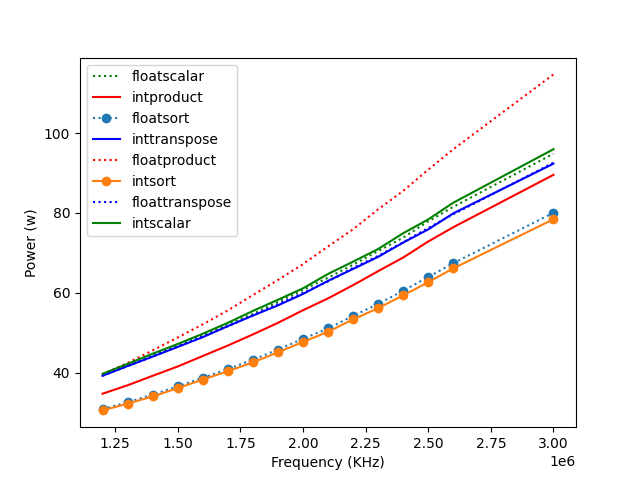 floatscalar
intproduct
floatsort
inttranspose
floatproduct
intsort
floattranspose
intscalar
Power (w)
100
80
60
40
1.25 1.50 1.75 2.00 2.25 2.50 2.75 3.00
Frequency (KHz)
1e6